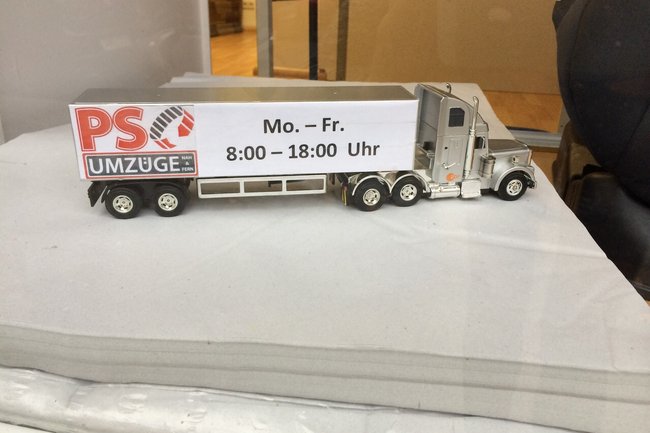 PS
UMZÜGE NAH & FERN
Mo. – Fr.
8:00 – 18:00 Uhr